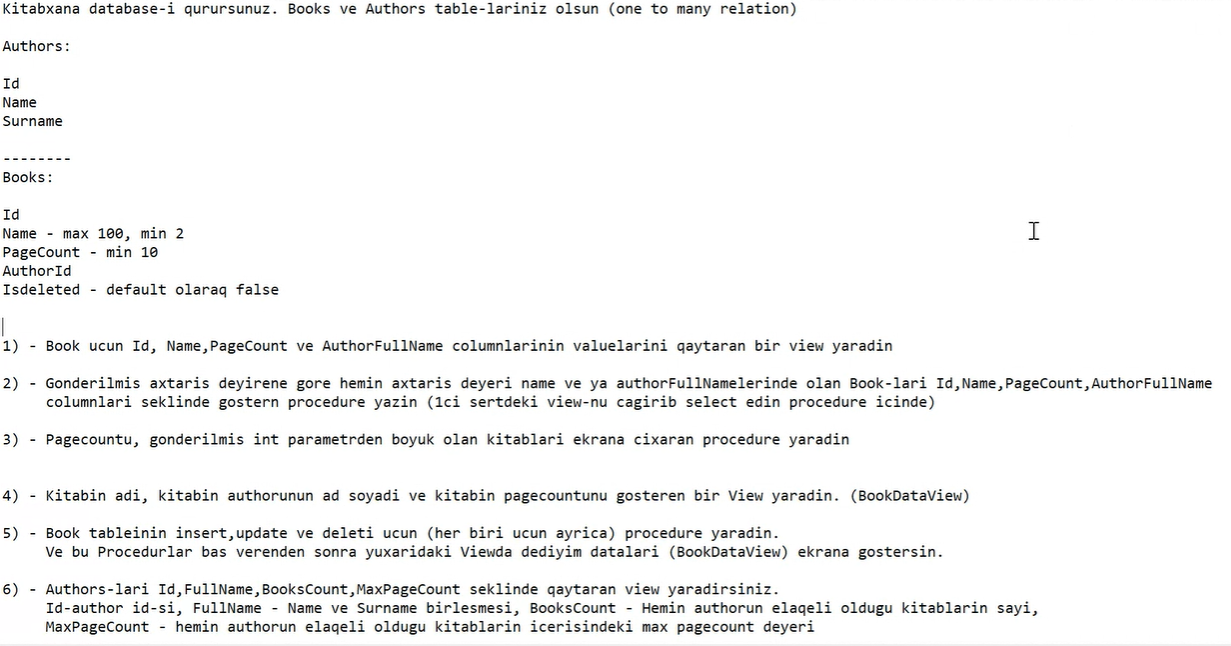 Kitabxana database-i qurursunuz. Books ve Authors table-lariniz olsun (one to many relation)
Authors:
Id
Name
Surname
--------
Books:
Id
Name - max 100, min 2
PageCount - min 10
AuthorId
Isdeleted - default olaraq false
1) - Book ucun Id, Name,PageCount ve AuthorFullName columnlarinin valuelarini qaytaran bir view yaradin
2) - Gonderilmis axtaris deyirene gore hemin axtaris deyeri name ve ya authorFullNamelerinde olan Book-lari Id,Name,PageCount,AuthorFullName
columnlari seklinde gostern procedure yazin (1ci sertdeki view-nu cagirib select edin procedure icinde)
3) - Pagecountu, gonderilmis int parametrden boyuk olan kitablari ekrana cixaran procedure yaradin
4) - Kitabin adi, kitabin authorunun ad soyadi ve kitabin pagecountunu gosteren bir View yaradin. (BookDataView)
5) - Book tableinin insert,update ve deleti ucun (her biri ucun ayrica) procedure yaradin.
Ve bu Procedurlar bas verenden sonra yuxaridaki Viewda dediyim datalari (BookDataView) ekrana gostersin.
6) - Authors-lari Id,FullName,BooksCount,MaxPageCount seklinde qaytaran view yaradirsiniz.
Id-author id-si, FullName - Name ve Surname birlesmesi, BooksCount - Hemin authorun elaqeli oldugu kitablarin sayi,
MaxPageCount - hemin authorun elaqeli oldugu kitablarin icerisindeki max pagecount deyeri